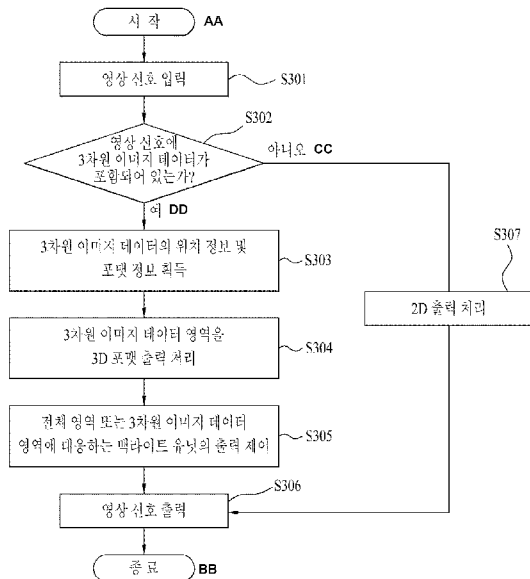 시 작 AA
영상 신호 입력 S301
S302
영상 신호에
3차원 이미지 데이터가
포함되어 있는가?
아니오 CC
예 DD
3차원 이미지 데이터의 위치 정보 및
포맷 정보 획득
S303
S307
2D 출력 처리
3차원 이미지 데이터 영역을
3D 포맷 출력 처리
S304
전체 영역 또는 3차원 이미지 데이터
영역에 대응하는 백라이트 유닛의 출력 제어
S305
S306
영상 신호 출력
종 료 BB